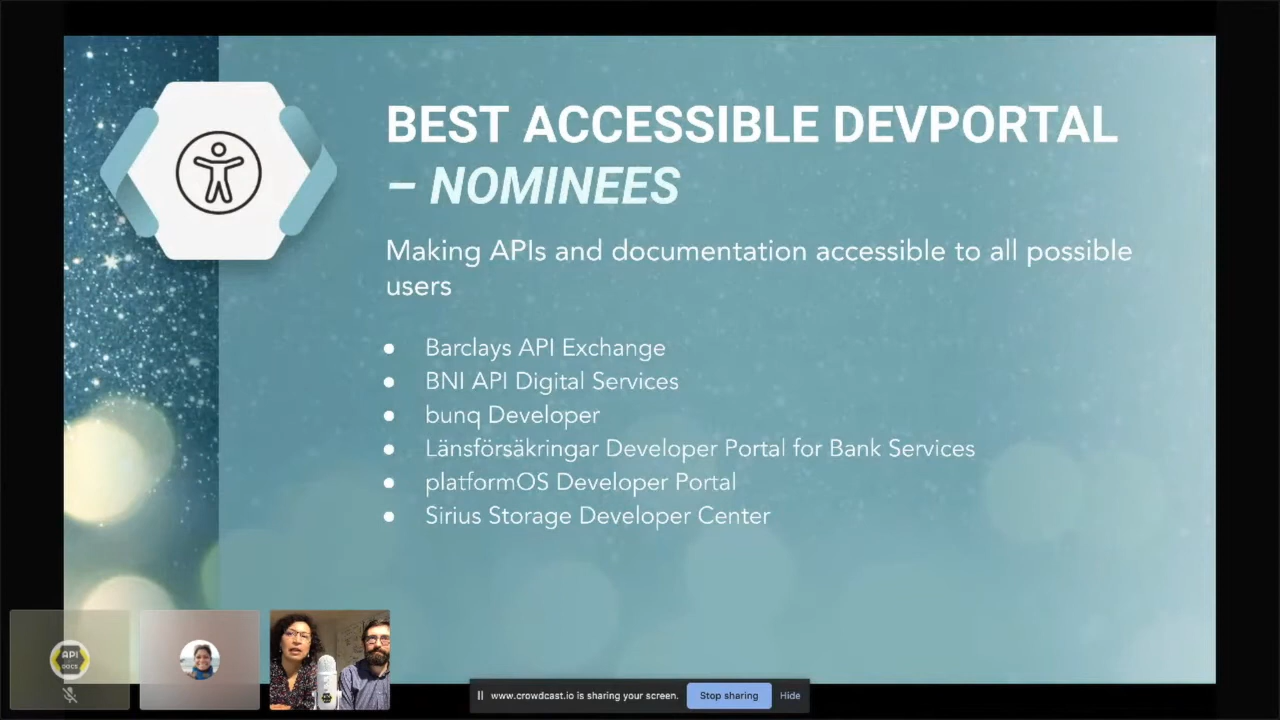 BEST ACCESSIBLE DEVPORTAL
– NOMINEES
Making APIs and documentation accessible to all possible
users
Barclays API Exchange
BNI API Digital Services
bunq Developer
Länsförsäkringar Developer Portal for Bank Services
platformOS Developer Portal
Sirius Storage Developer Center
API
DOCS
www.crowdcast.io is sharing your screen.
Stop sharing
Hide